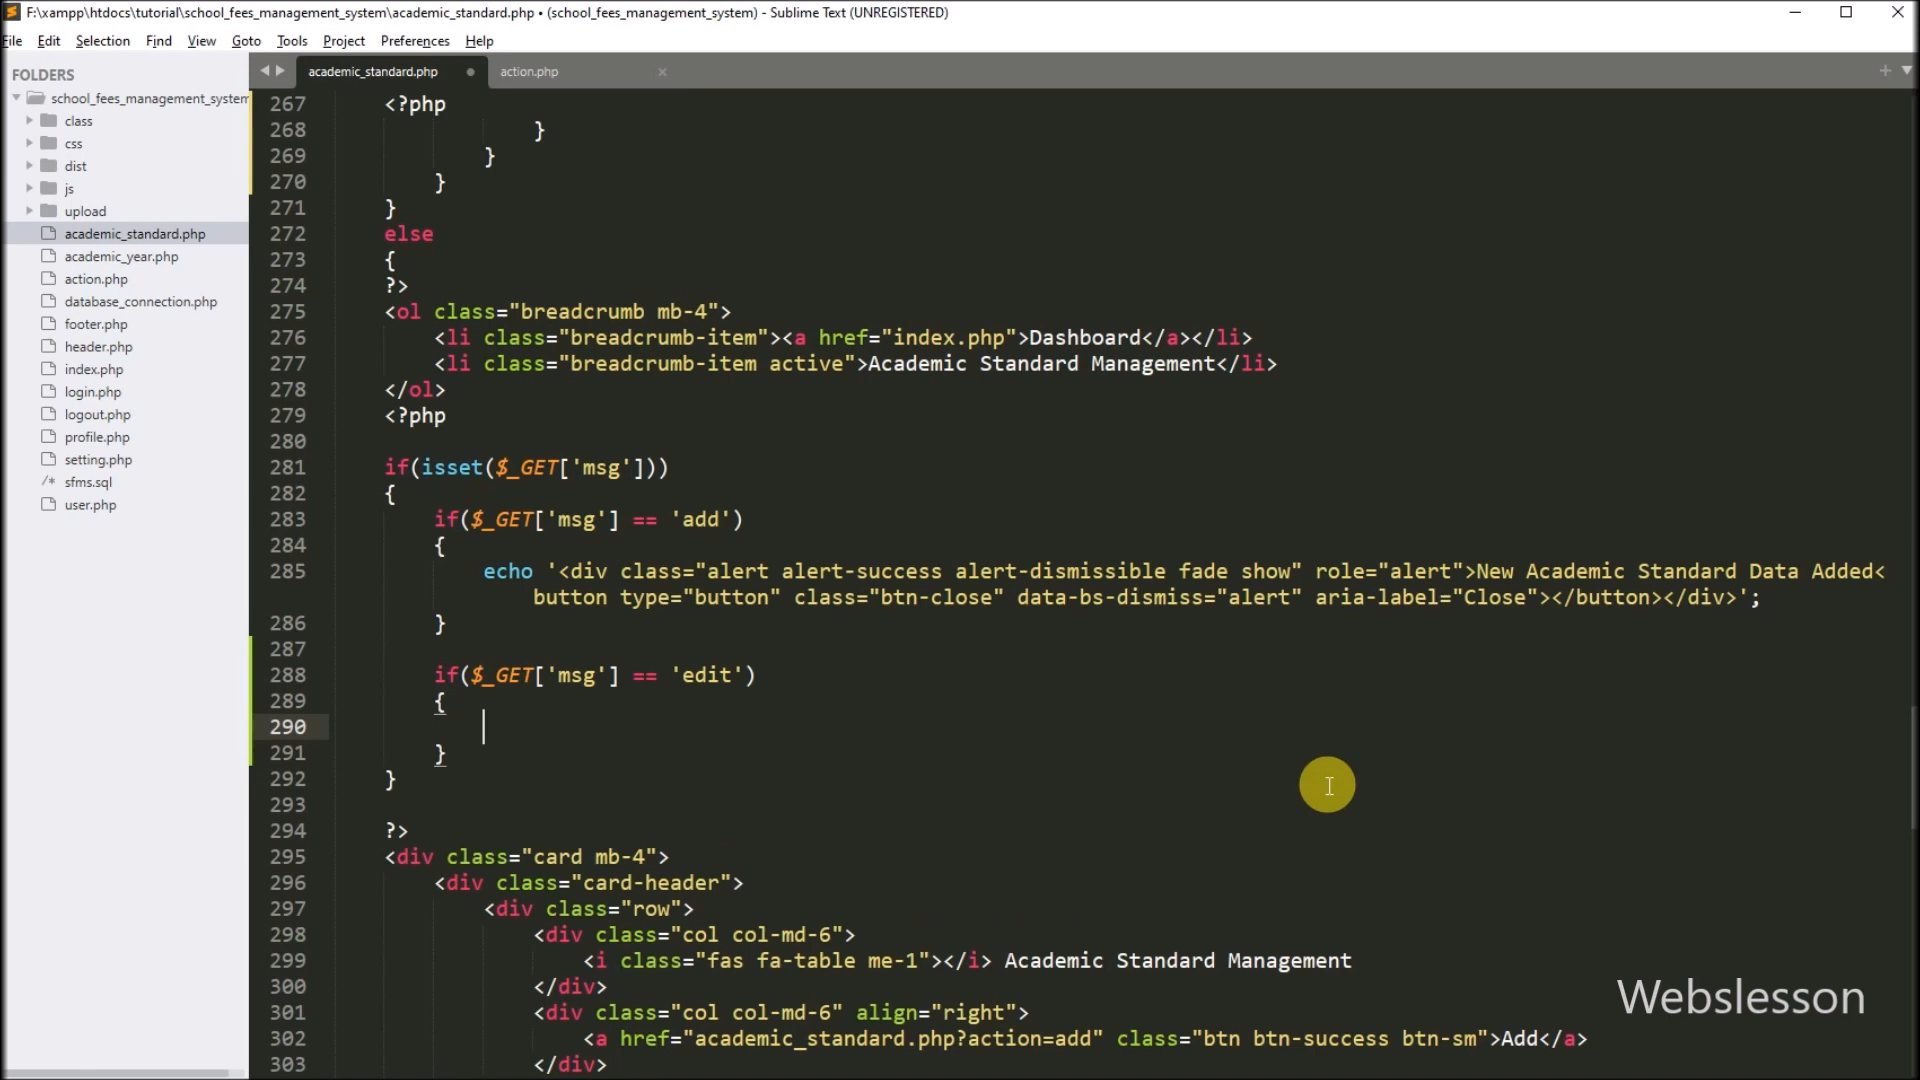 F:\xampp\htdocs\tutorial\school_fees_management_system\academic_standard.php • (school_fees_management_system) - Sublime Text (UNREGISTERED)
File Edit Selection Find View Goto Tools Project Preferences Help
FOLDERS
school_fees_management_system
class
css
dist
js
upload
academic_standard.php
academic_year.php
action.php
database_connection.php
footer.php
header.php
index.php
login.php
logout.php
profile.php
setting.php
/* sfms.sql
user.php
academic_standard.php action.php
267 <?php
268 }
269 }
270 }
271 }
272 else
273 {
274 ?>
275 <ol class="breadcrumb mb-4">
276 <li class="breadcrumb-item"><a href="index.php">Dashboard</a></li>
277 <li class="breadcrumb-item active">Academic Standard Management</li>
278 </ol>
279 <?php
280
281 if(isset($_GET['msg']))
282 {
283 if($_GET['msg'] == 'add')
284 {
285 echo '<div class="alert alert-success alert-dismissible fade show" role="alert">New Academic Standard Data Added<
button type="button" class="btn-close" data-bs-dismiss="alert" aria-label="Close"></button></div>';
286 }
287
288 if($_GET['msg'] == 'edit')
289 {
290
291 }
292 }
293
294 ?>
295 <div class="card mb-4">
296 <div class="card-header">
297 <div class="row">
298 <div class="col col-md-6">
299 <i class="fas fa-table me-1"></i> Academic Standard Management
300 </div>
301 <div class="col col-md-6" align="right">
302 <a href="academic_standard.php?action=add" class="btn btn-success btn-sm">Add</a>
303 </div>
Webslesson